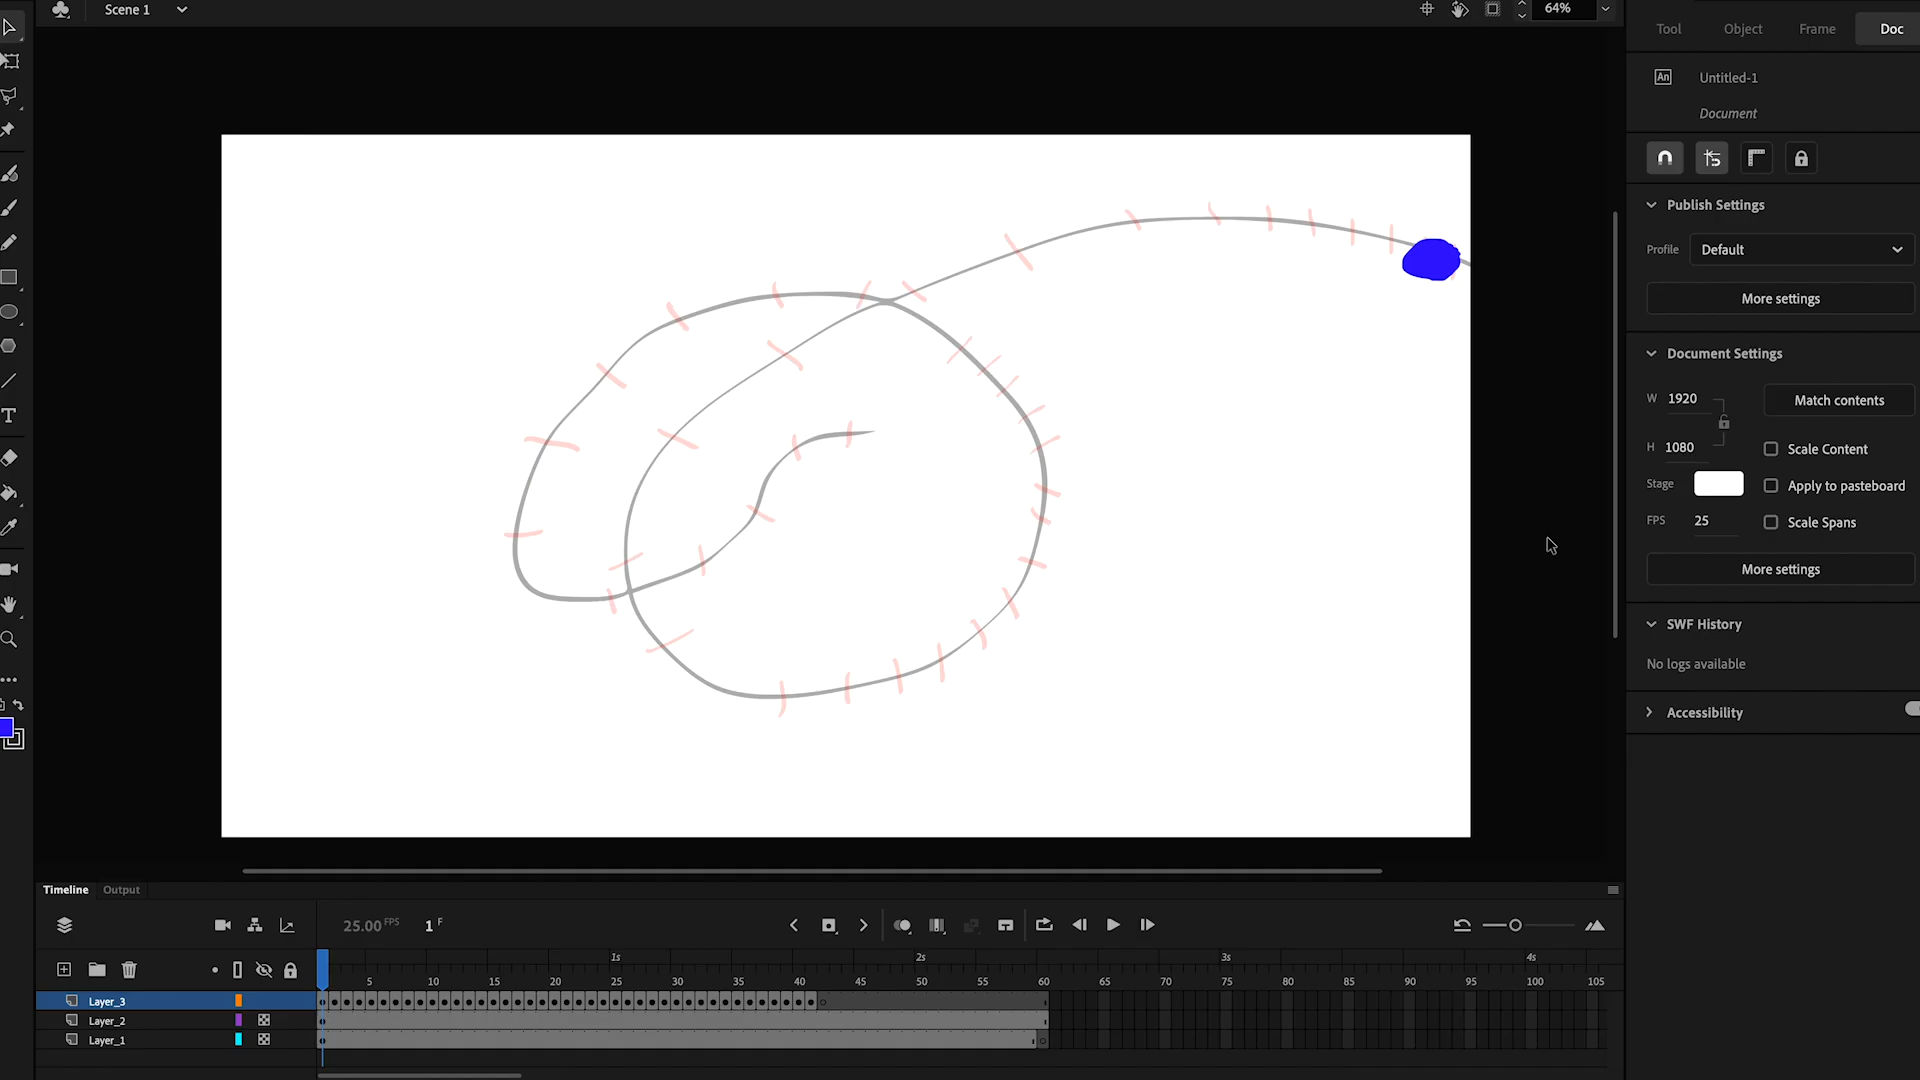 Scene 1
64%
Tool Object Frame Doc
An Untitled-1
Document
Publish Settings
Profile Default
More settings
Document Settings
W 1920 Match contents
H 1080 Scale Content
Stage Apply to pasteboard
FPS 25 Scale Spans
More settings
SWF History
No logs available
Accessibility
T
Timeline Output
25.00 FPS 1 F
1s 2s 3s 4s
5 10 15 20 25 30 35 40 45 50 55 60 65 70 75 80 85 90 95 100 105
Layer_3
Layer_2
Layer_1